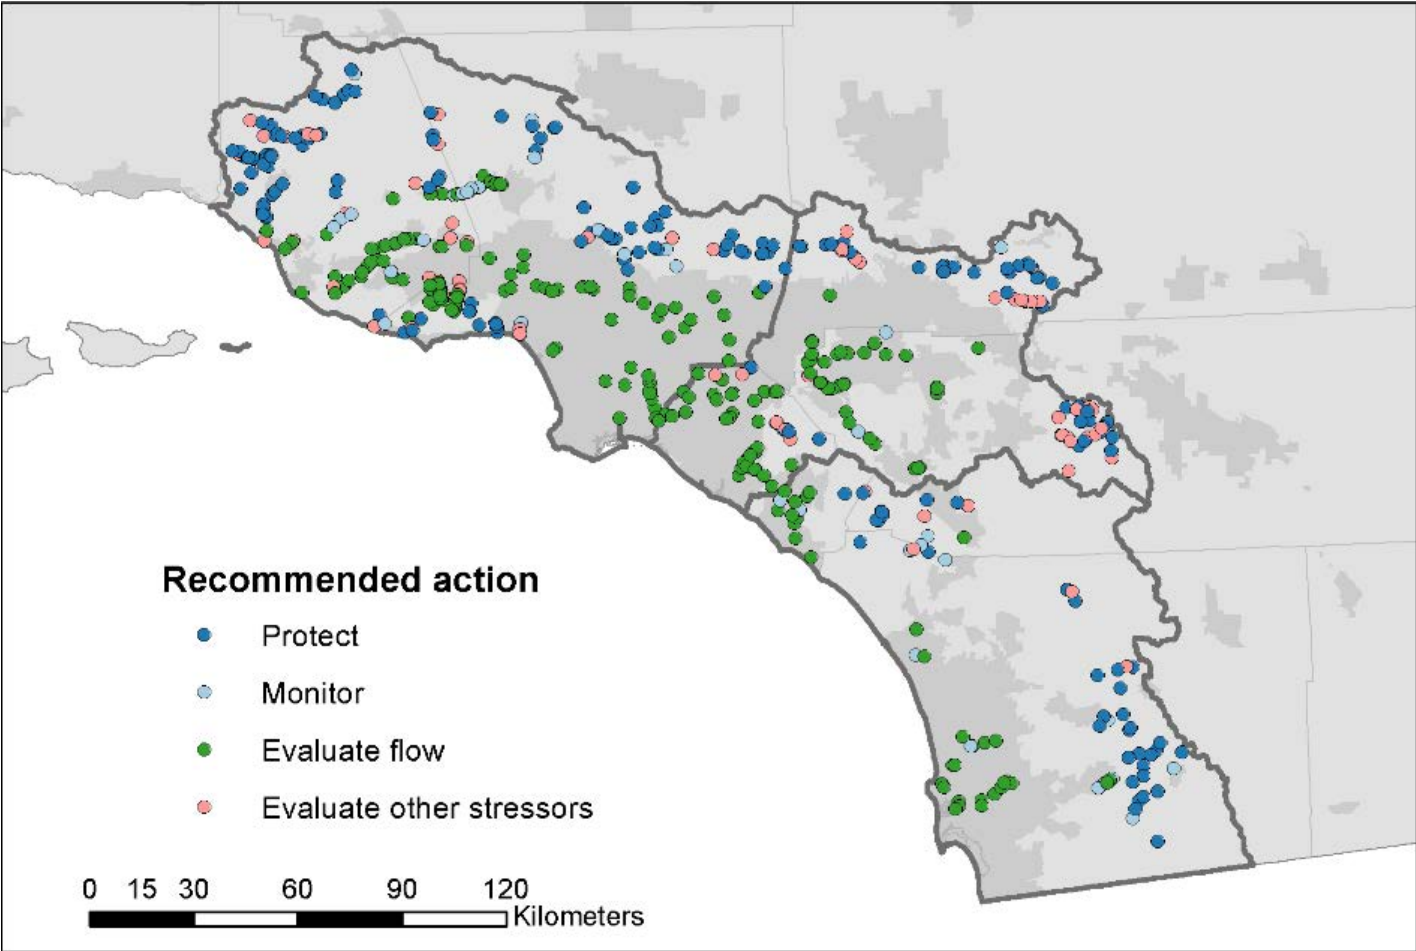 Recommended action
Protect
Monitor
Evaluate flow
Evaluate other stressors
0 15 30 60 90 120
Kilometers